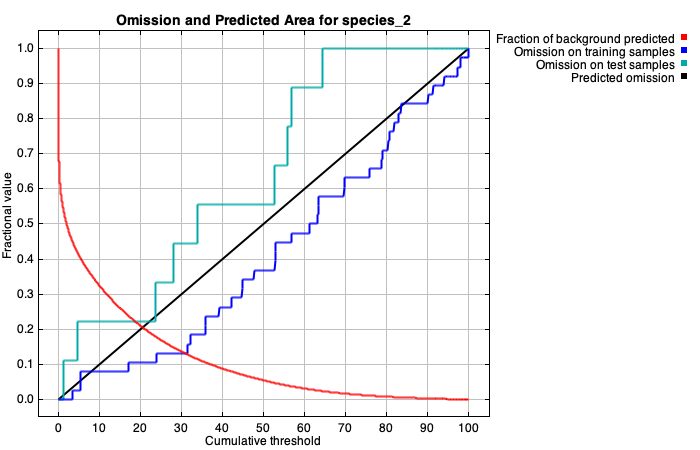 Omission and Predicted Area for species_2
Fraction of background predicted
Omission on training samples
Omission on test samples
Predicted omission
Fractional value
1.0
0.9
0.8
0.7
0.6
0.5
0.4
0.3
0.2
0.1
0.0
0 10 20 30 40 50 60 70 80 90 100
Cumulative threshold